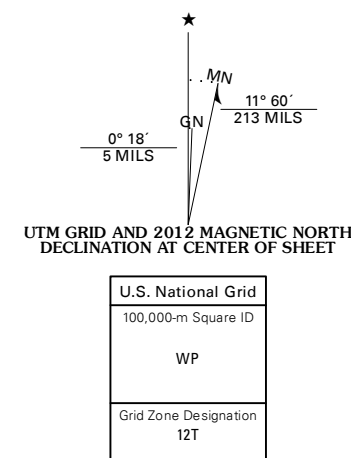 ★
MN
GN
11° 60´
213 MILS
0° 18´
5 MILS
UTM GRID AND 2012 MAGNETIC NORTH
DECLINATION AT CENTER OF SHEET
U.S. National Grid
100,000-m Square ID
WP
Grid Zone Designation
12T